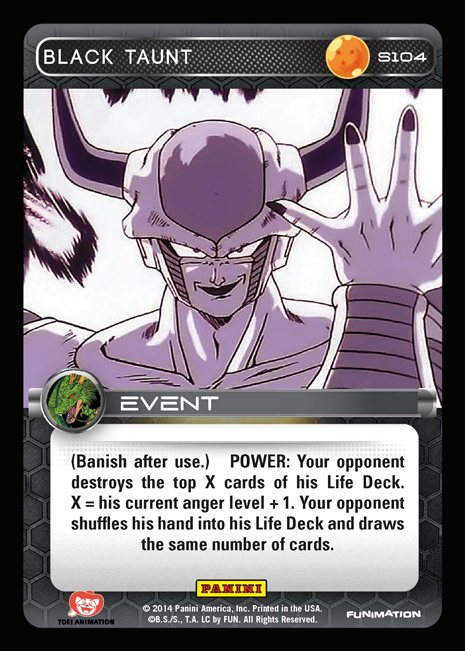 BLACK TAUNT
S104
EVENT
(Banish after use.) POWER: Your opponent
destroys the top X cards of his Life Deck.
X = his current anger level + 1. Your opponent
shuffles his hand into his Life Deck and draws
the same number of cards.
PANINI
TOEI ANIMATION
© 2014 Panini America, Inc. Printed in the USA.
©B.S./S., T.A. LC by FUN. All Rights Reserved.
FUNIMATION